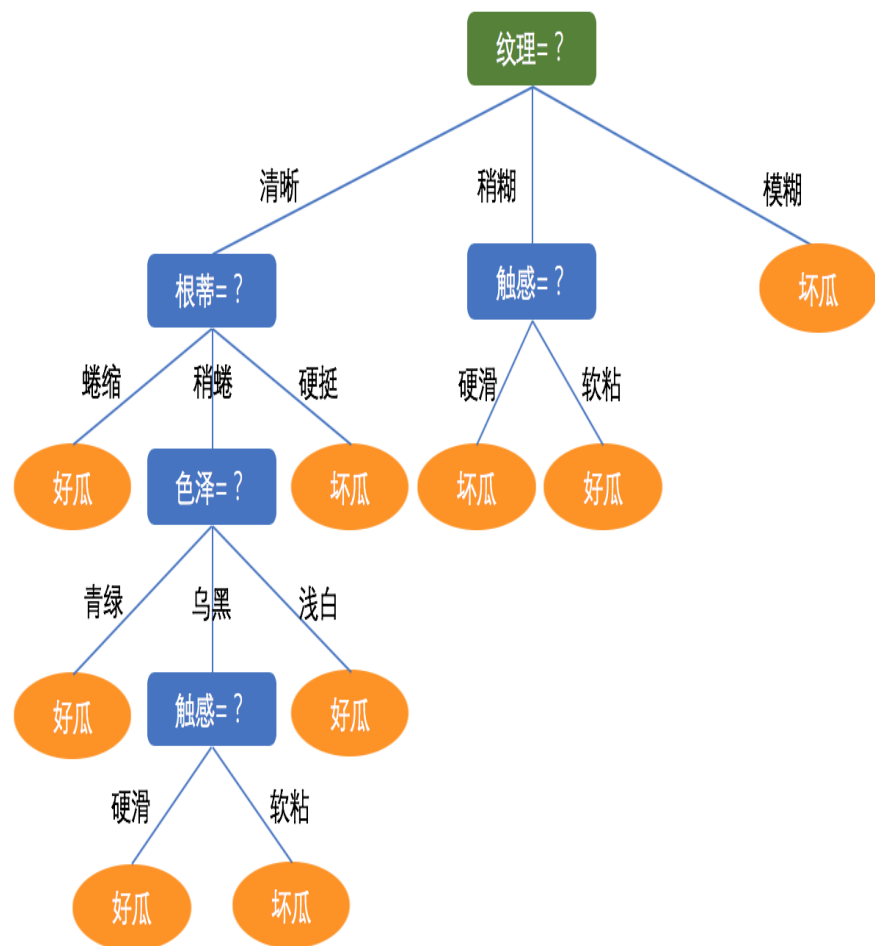 纹理=？
清晰
稍糊
模糊
根蒂=？
触感=？
坏瓜
蜷缩
稍蜷
硬挺
硬滑
软粘
好瓜
色泽=？
坏瓜
坏瓜
好瓜
青绿
乌黑
浅白
好瓜
触感=？
好瓜
硬滑
软粘
好瓜
坏瓜